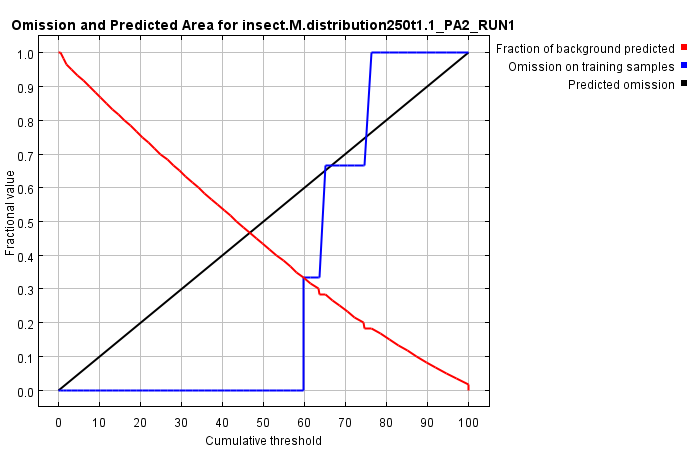 Omission and Predicted Area for insect.M.distribution250t1.1_PA2_RUN1
Fraction of background predicted
Omission on training samples
Predicted omission
1.0
0.9
0.8
0.7
0.6
0.5
0.4
0.3
0.2
0.1
0.0
Fractional value
0 10 20 30 40 50 60 70 80 90 100
Cumulative threshold